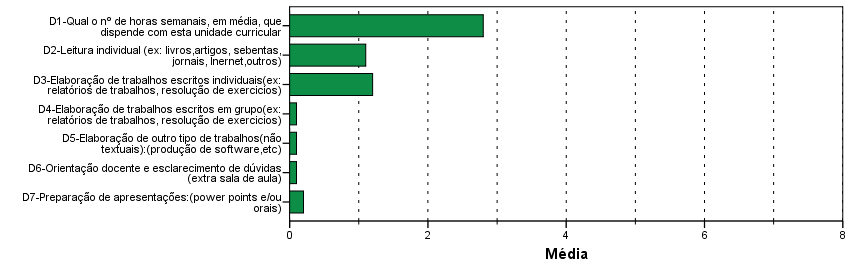 D1-Qual o nº de horas semanais, em média, que
dispende com esta unidade curricular
D2-Leitura individual (ex: livros,artigos, sebentas,
jornais, Inernet,outros)
D3-Elaboração de trabalhos escritos individuais(ex:
relatórios de trabalhos, resolução de exercicios)
D4-Elaboração de trabalhos escritos em grupo(ex:
relatórios de trabalhos, resolução de exercicios)
D5-Elaboração de outro tipo de trabalhos(não
textuais):(produção de software,etc)
D6-Orientação docente e esclarecimento de dúvidas
(extra sala de aula)
D7-Preparação de apresentações:(power points e/ou
orais)
0 2 4 6 8
Média